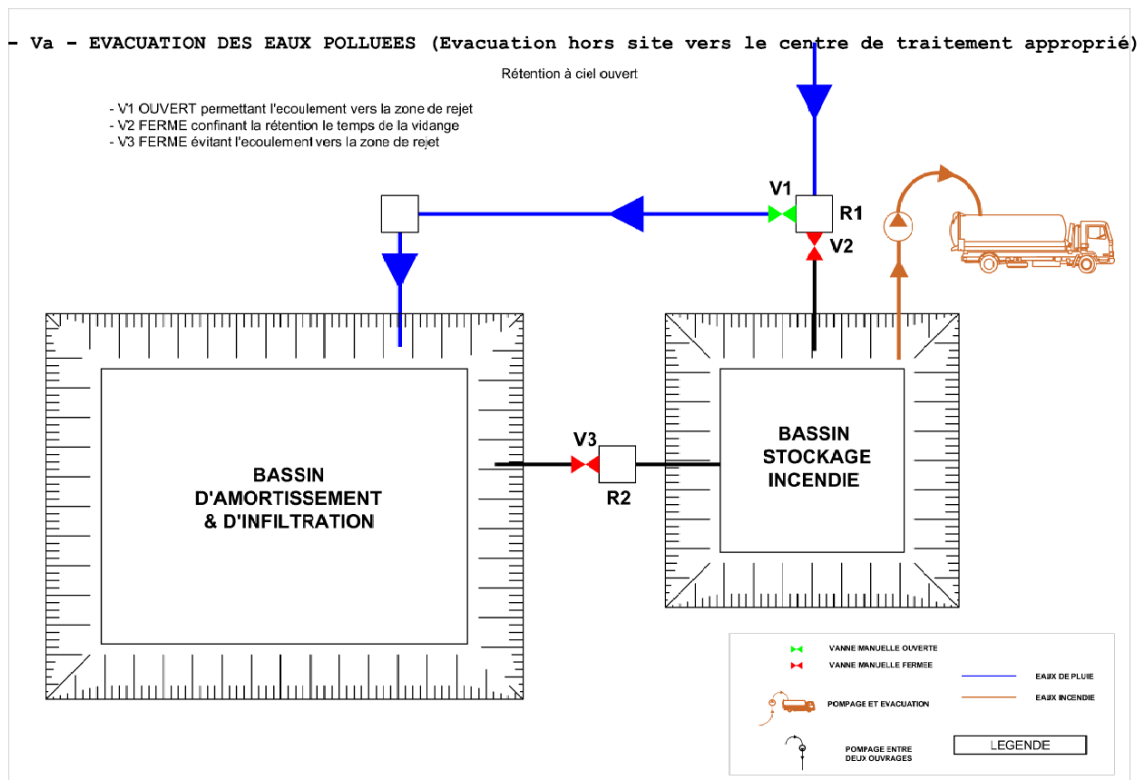 - Va - EVACUATION DES EAUX POLLUEES (Evacuation hors site vers le centre de traitement approprié)
Rétention à ciel ouvert
- V1 OUVERT permettant l'ecoulement vers la zone de rejet
- V2 FERME confinant la rétention le temps de la vidange
- V3 FERME évitant l'ecoulement vers la zone de rejet
V1
R1
V2
V3
R2
BASSIN
D'AMORTISSEMENT
& D'INFILTRATION
BASSIN
STOCKAGE
INCENDIE
VANNE MANUELLE OUVERTE
VANNE MANUELLE FERMEE
EAUX DE PLUIE
POMPAGE ET EVACUATION
EAUX INCENDIE
POMPAGE ENTRE
DEUX OUVRAGES
LEGENDE